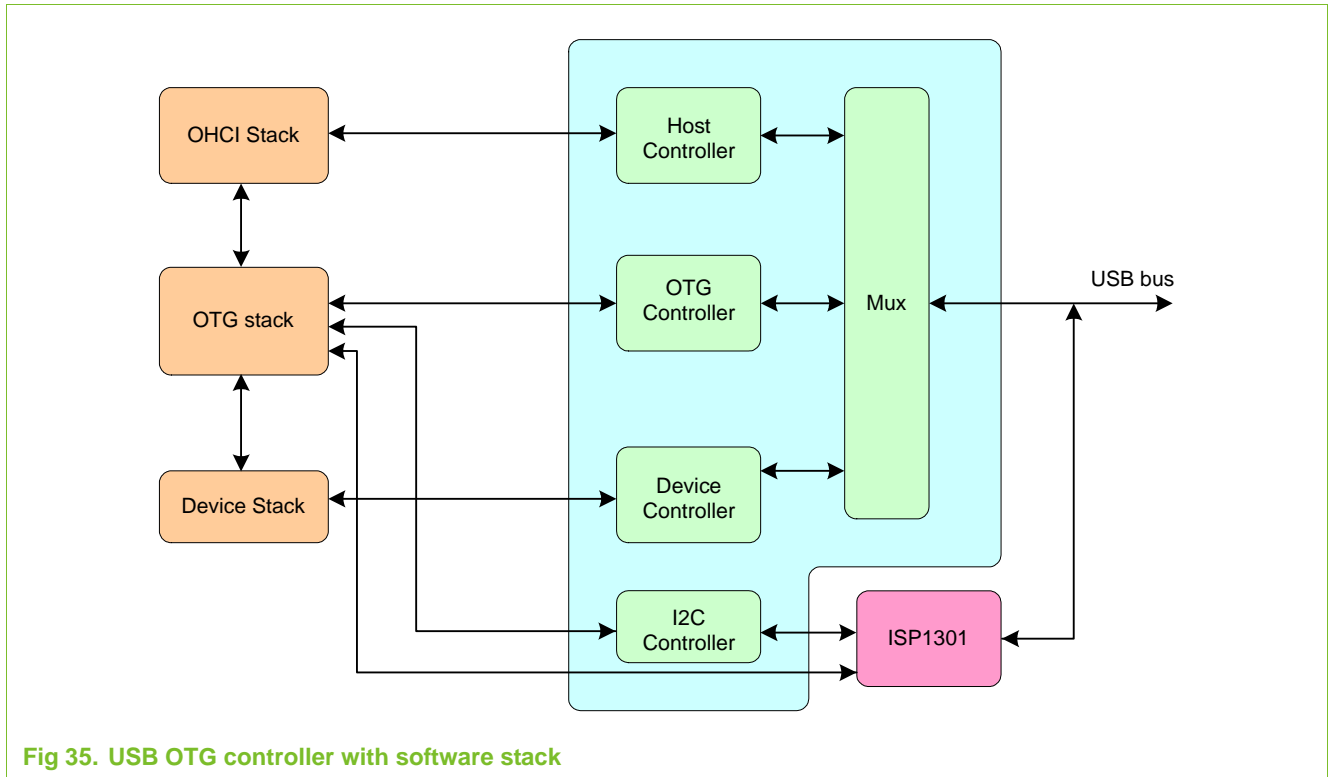 OHCI Stack
Host
Controller
OTG stack
OTG
Controller
Mux
USB bus
Device Stack
Device
Controller
I2C
Controller
ISP1301
Fig 35. USB OTG controller with software stack